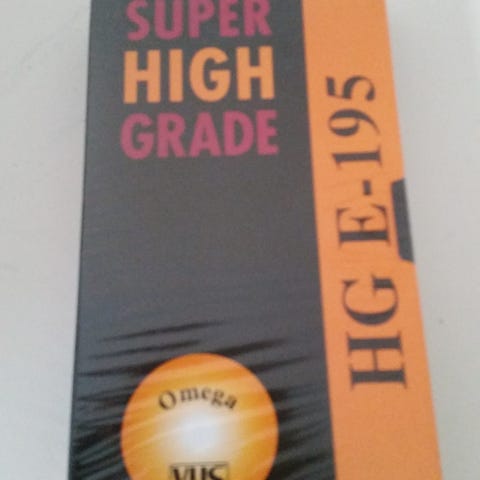 SUPER
HIGH
GRADE
HG E-195
Omega
VHS